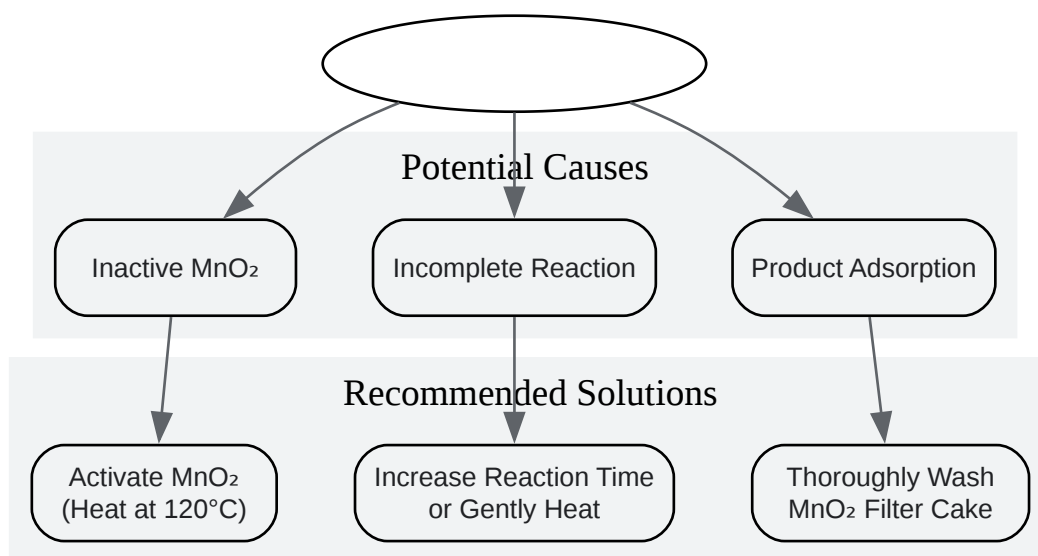 Potential Causes
Inactive MnO₂
Incomplete Reaction
Product Adsorption
Recommended Solutions
Activate MnO₂
(Heat at 120°C)
Increase Reaction Time
or Gently Heat
Thoroughly Wash
MnO₂ Filter Cake